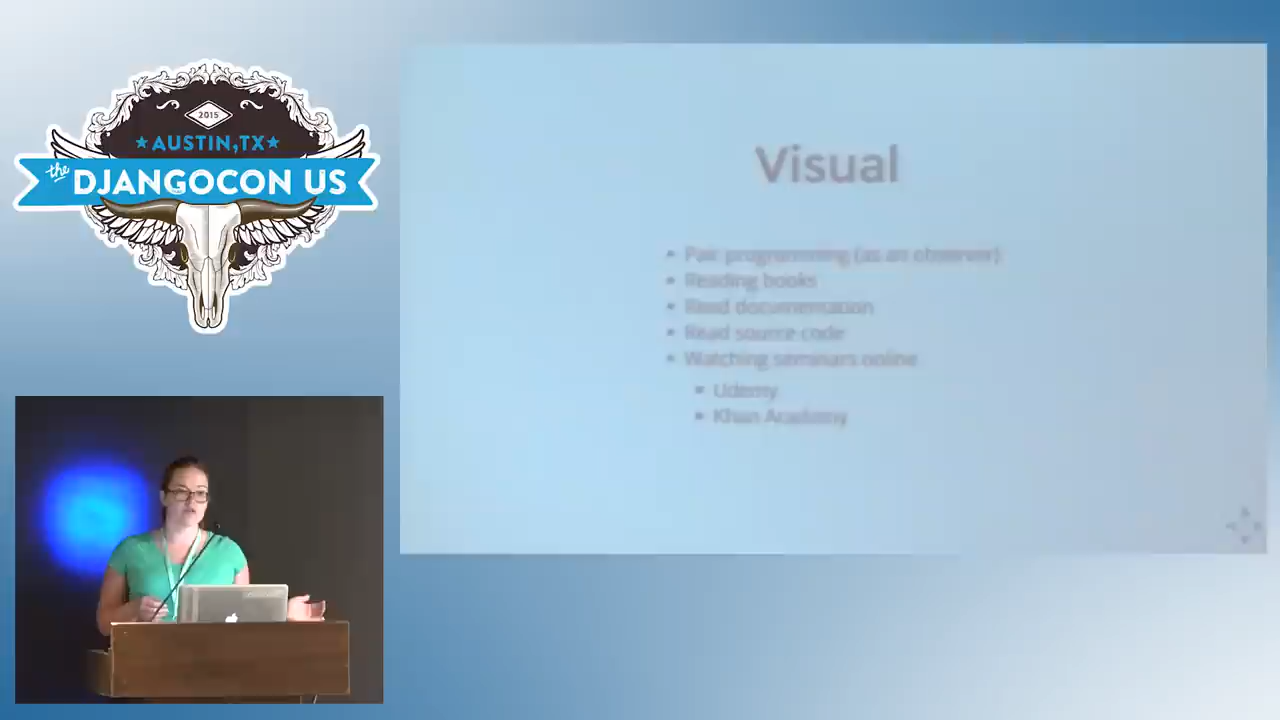 2015
AUSTIN, TX
the
DJANGOCON US
Visual
Pair programming (as an observer)
Reading books
Read documentation
Read source code
Watching seminars online
Udemy
Khan Academy